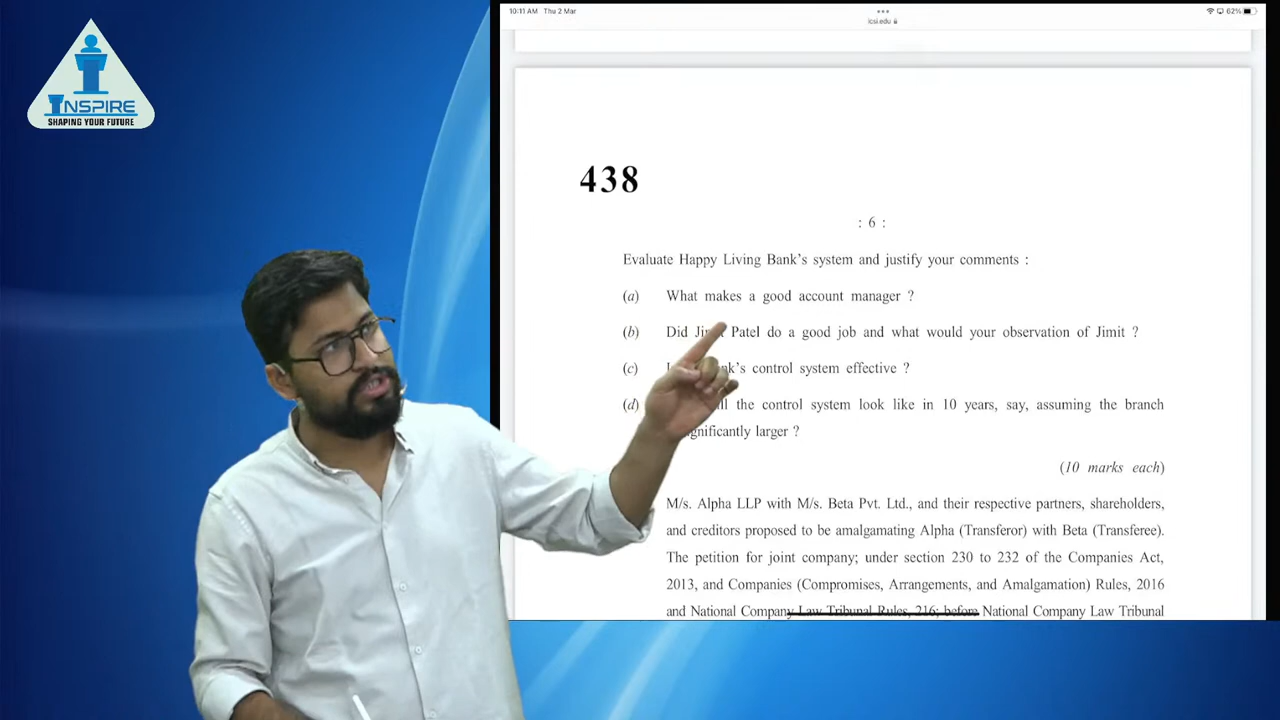 INSPIRE
SHAPING YOUR FUTURE
10:11 AM Thu 2 Mar
icsi.edu
62%
438
: 6 :
Evaluate Happy Living Bank's system and justify your comments :
(a) What makes a good account manager ?
(b) Did Patel do a good job and what would your observation of Jimit ?
(c) control system effective ?
(d) the control system look like in 10 years, say, assuming the branch
larger ?
(10 marks each)
M/s. Alpha LLP with M/s. Beta Pvt. Ltd., and their respective partners, shareholders,
and creditors proposed to be amalgamating Alpha (Transferor) with Beta (Transferee).
The petition for joint company; under section 230 to 232 of the Companies Act,
2013, and Companies (Compromises, Arrangements, and Amalgamation) Rules, 2016
and National Company Law Tribunal Rules, 216; before National Company Law Tribunal